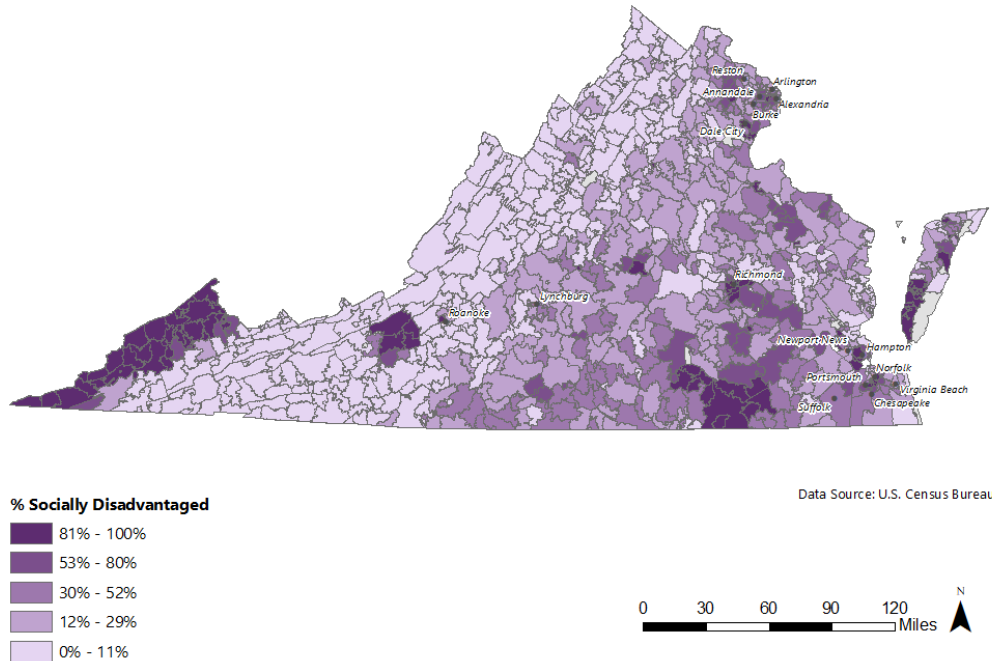 Reston
Arlington
Annandale
Alexandria
Burke
Dale City
Richmond
Lynchburg
Roanoke
Newport News
Hampton
Norfolk
Portsmouth
Virginia Beach
Suffolk
Chesapeake
Data Source: U.S. Census Bureau
% Socially Disadvantaged
81% - 100%
53% - 80%
30% - 52%
12% - 29%
0% - 11%
N
0 30 60 90 120
Miles